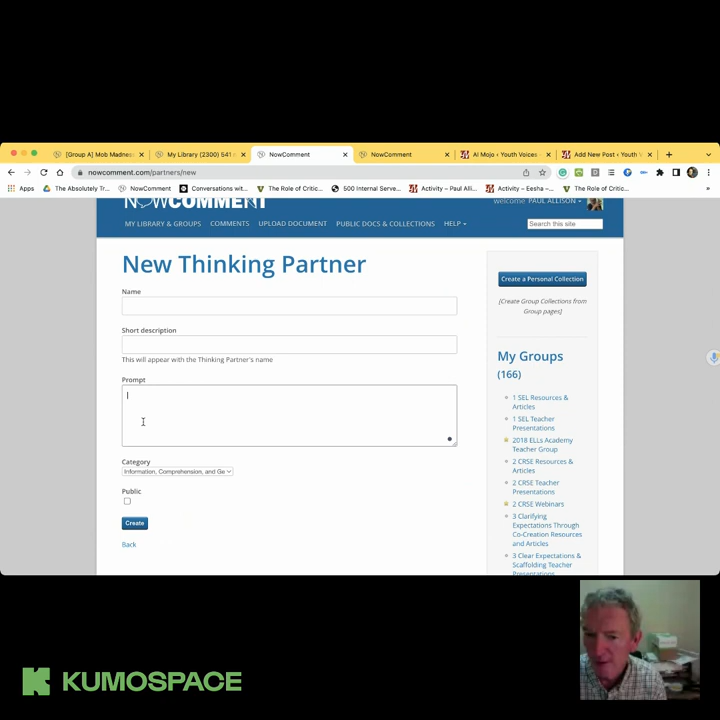 [Group A] Mob Madnes
My Library (2300) 541
NowComment
NowComment
AI Mojo ‹ Youth Voices
Add New Post ‹ Youth
nowcomment.com/partners/new
Apps
The Absolutely Tr...
NowComment
Conversations wit...
The Role of Critic...
500 Internal Serve...
Activity – Paul Alli...
Activity – Eesha –...
The Role of Critic...
NOWCOMMENT
welcome PAUL ALLISON
MY LIBRARY & GROUPS
COMMENTS
UPLOAD DOCUMENT
PUBLIC DOCS & COLLECTIONS
HELP
Search this site
New Thinking Partner
Name
Short description
This will appear with the Thinking Partner's name
Prompt
Category
Information, Comprehension, and Ge
Public
Create
Back
Create a Personal Collection
[Create Group Collections from
Group pages]
My Groups
(166)
1 SEL Resources &
Articles
1 SEL Teacher
Presentations
2018 ELLs Academy
Teacher Group
2 CRSE Resources &
Articles
2 CRSE Teacher
Presentations
2 CRSE Webinars
3 Clarifying
Expectations Through
Co-Creation Resources
and Articles
3 Clear Expectations &
Scaffolding Teacher
Presentations
KUMOSPACE